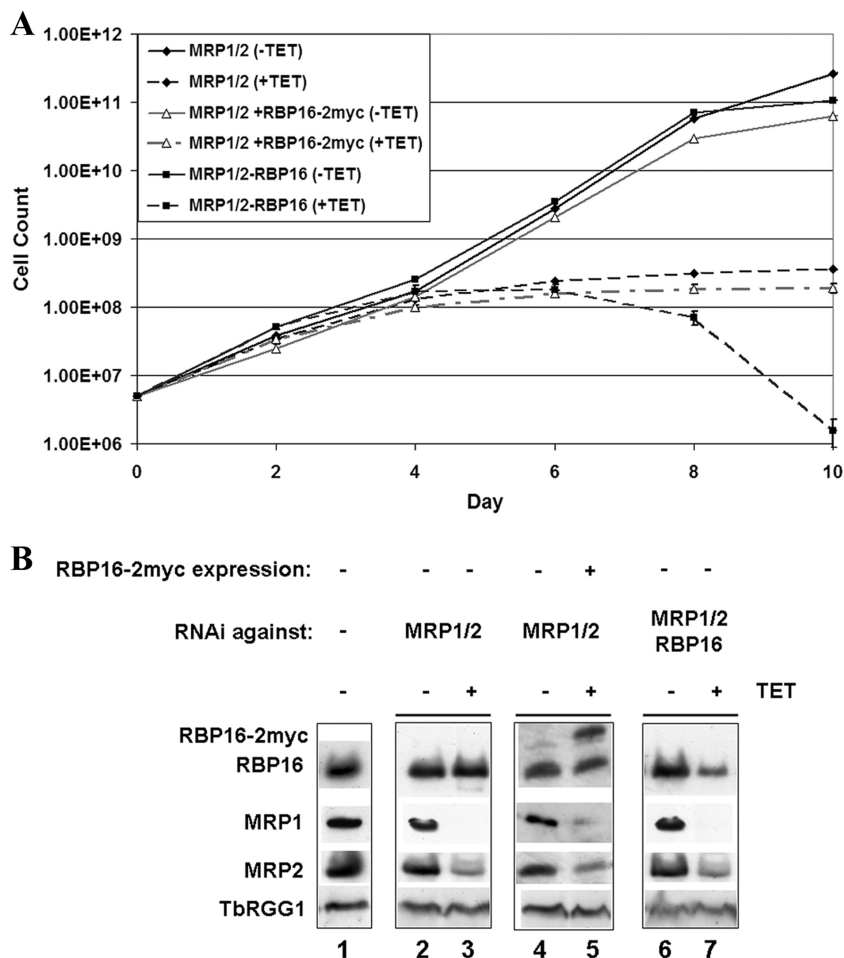 A
1.00E+12
1.00E+11
1.00E+10
1.00E+09
1.00E+08
1.00E+07
1.00E+06
Cell Count
MRP1/2 (-TET)
MRP1/2 (+TET)
MRP1/2 +RBP16-2myc (-TET)
MRP1/2 +RBP16-2myc (+TET)
MRP1/2-RBP16 (-TET)
MRP1/2-RBP16 (+TET)
0 2 4 6 8 10
Day
B
RBP16-2myc expression: - - - - + - -
RNAi against: - MRP1/2 MRP1/2 MRP1/2
RBP16
- - + - + - + TET
RBP16-2myc
RBP16
MRP1
MRP2
TbRGG1
1 2 3 4 5 6 7